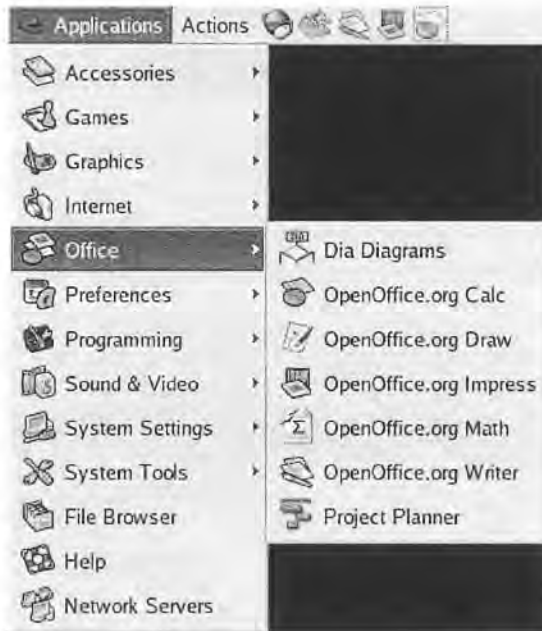 Applications Actions
Accessories
Games
Graphics
Internet
Office
Preferences
Programming
Sound & Video
System Settings
System Tools
File Browser
Help
Network Servers
DIA
Dia Diagrams
OpenOffice.org Calc
OpenOffice.org Draw
OpenOffice.org Impress
Σ
OpenOffice.org Math
OpenOffice.org Writer
Project Planner